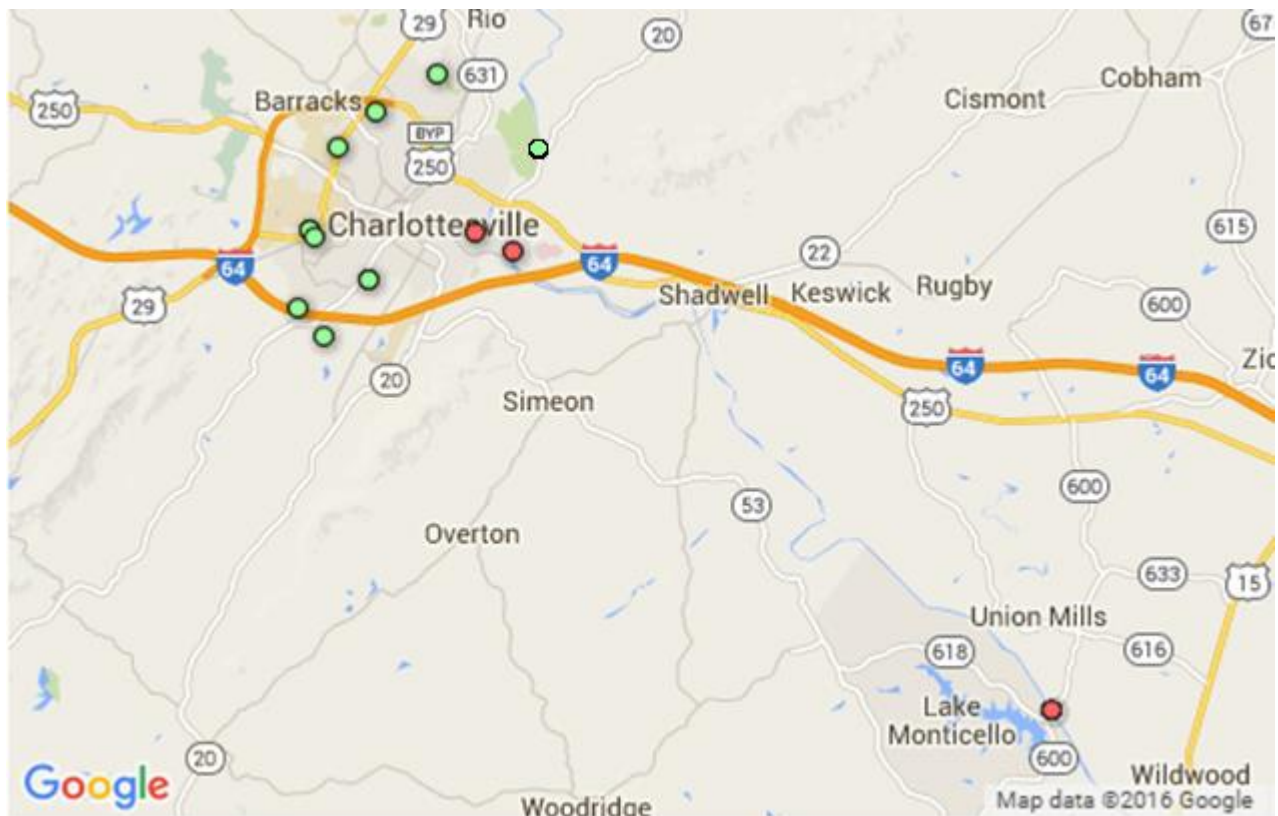 29
Rio
20
67
631
Cobham
250
Barracks
Cismont
BYP
250
Charlottesville
615
64
64
22
29
Shadwell
Keswick
Rugby
600
64
64
20
Simeon
250
600
53
Overton
633
15
Union Mills
618
616
Lake
Monticello
600
20
Google
Wildwood
Woodridge
Map data ©2016 Google